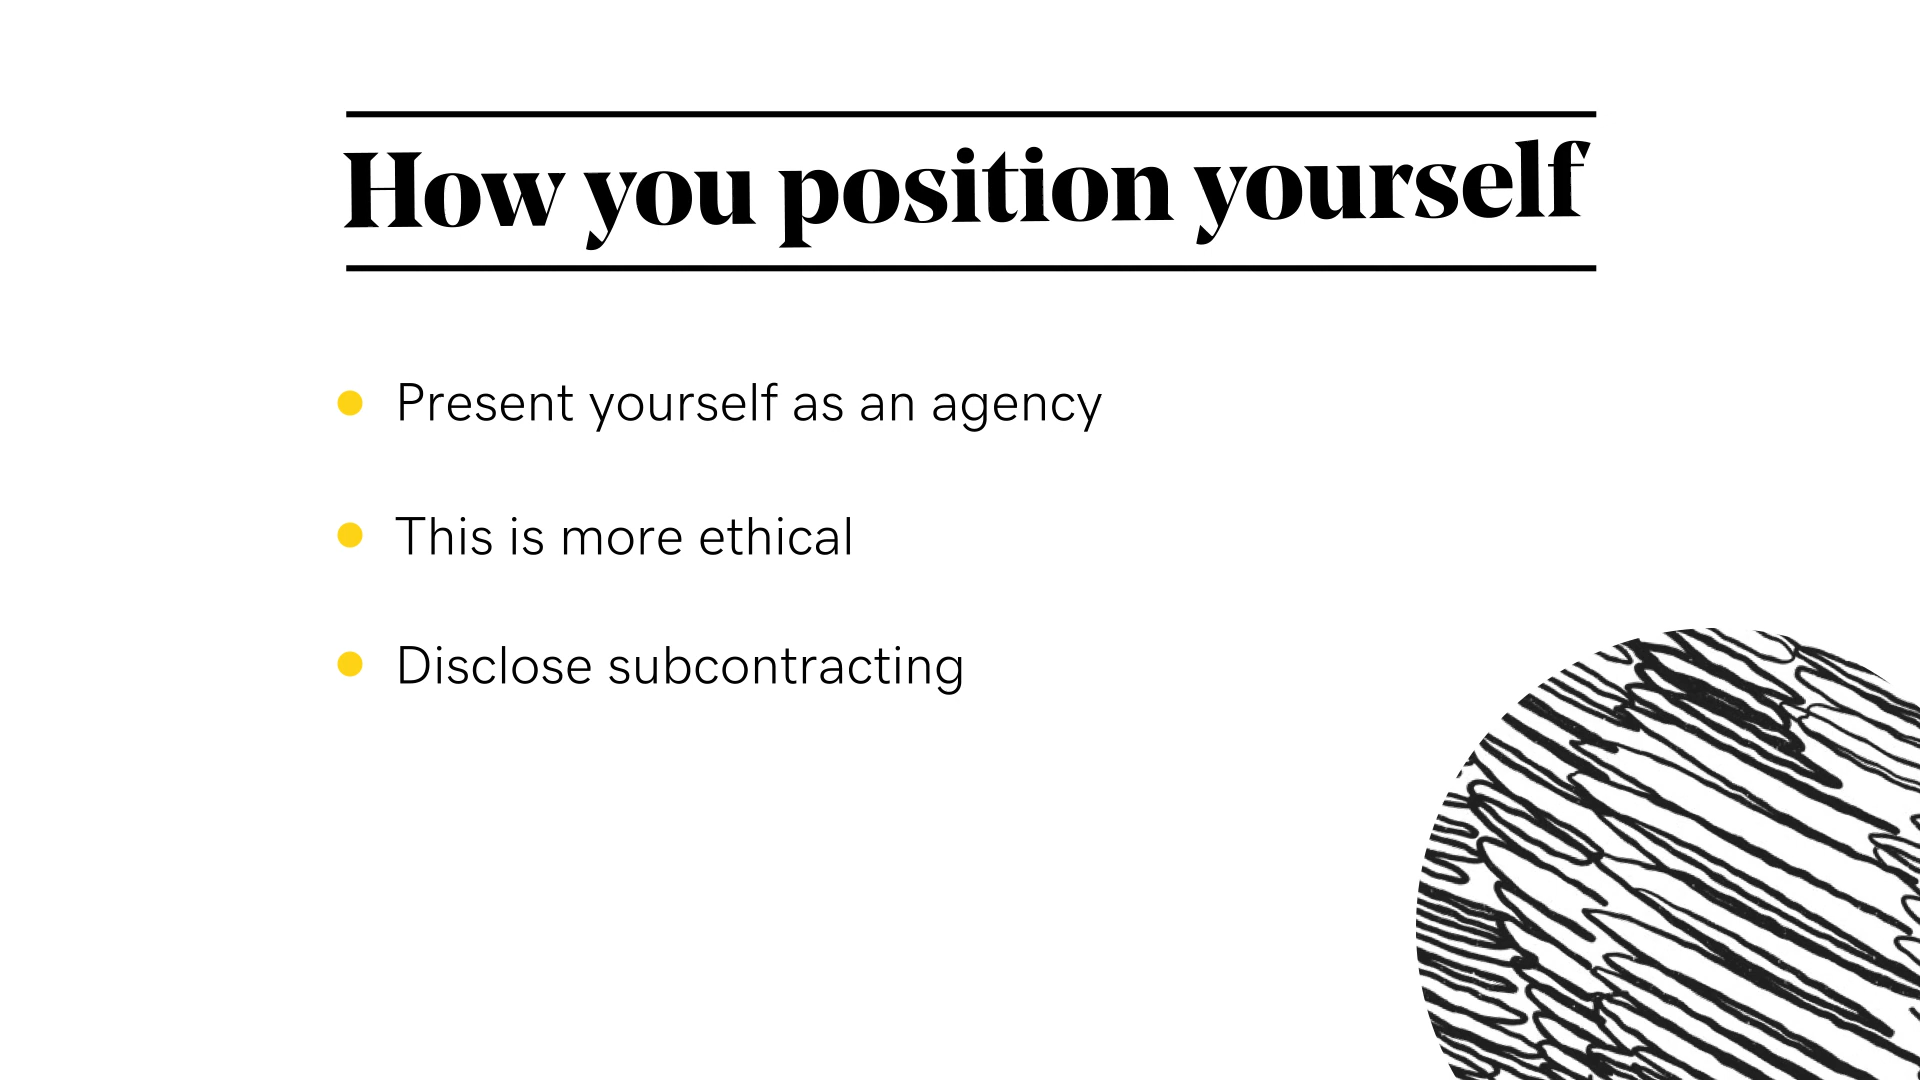 How you position yourself
Present yourself as an agency
This is more ethical
Disclose subcontracting